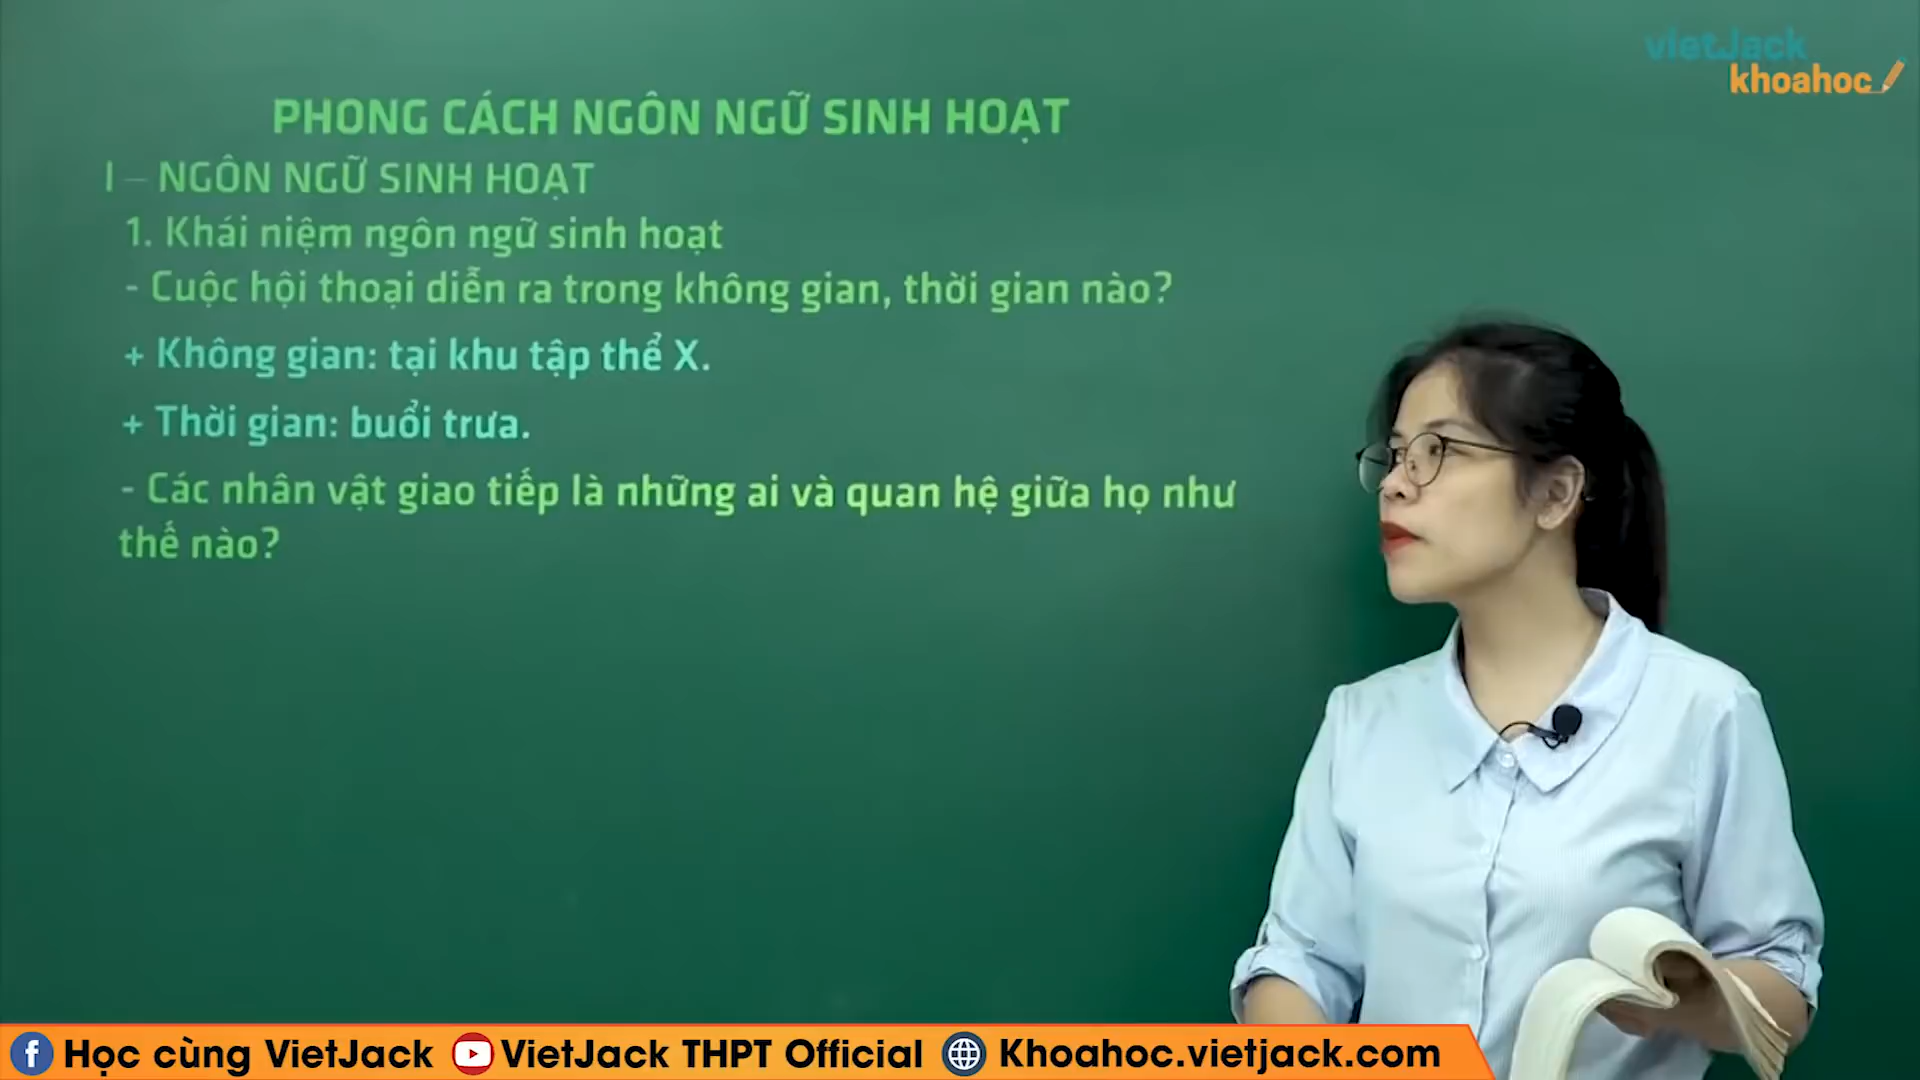 vietJack
khoahoc
PHONG CÁCH NGÔN NGỮ SINH HOẠT
I – NGÔN NGỮ SINH HOẠT
1. Khái niệm ngôn ngữ sinh hoạt
- Cuộc hội thoại diễn ra trong không gian, thời gian nào?
+ Không gian: tại khu tập thể X.
+ Thời gian: buổi trưa.
- Các nhân vật giao tiếp là những ai và quan hệ giữa họ như
thế nào?
Học cùng VietJack VietJack THPT Official Khoahoc.vietjack.com